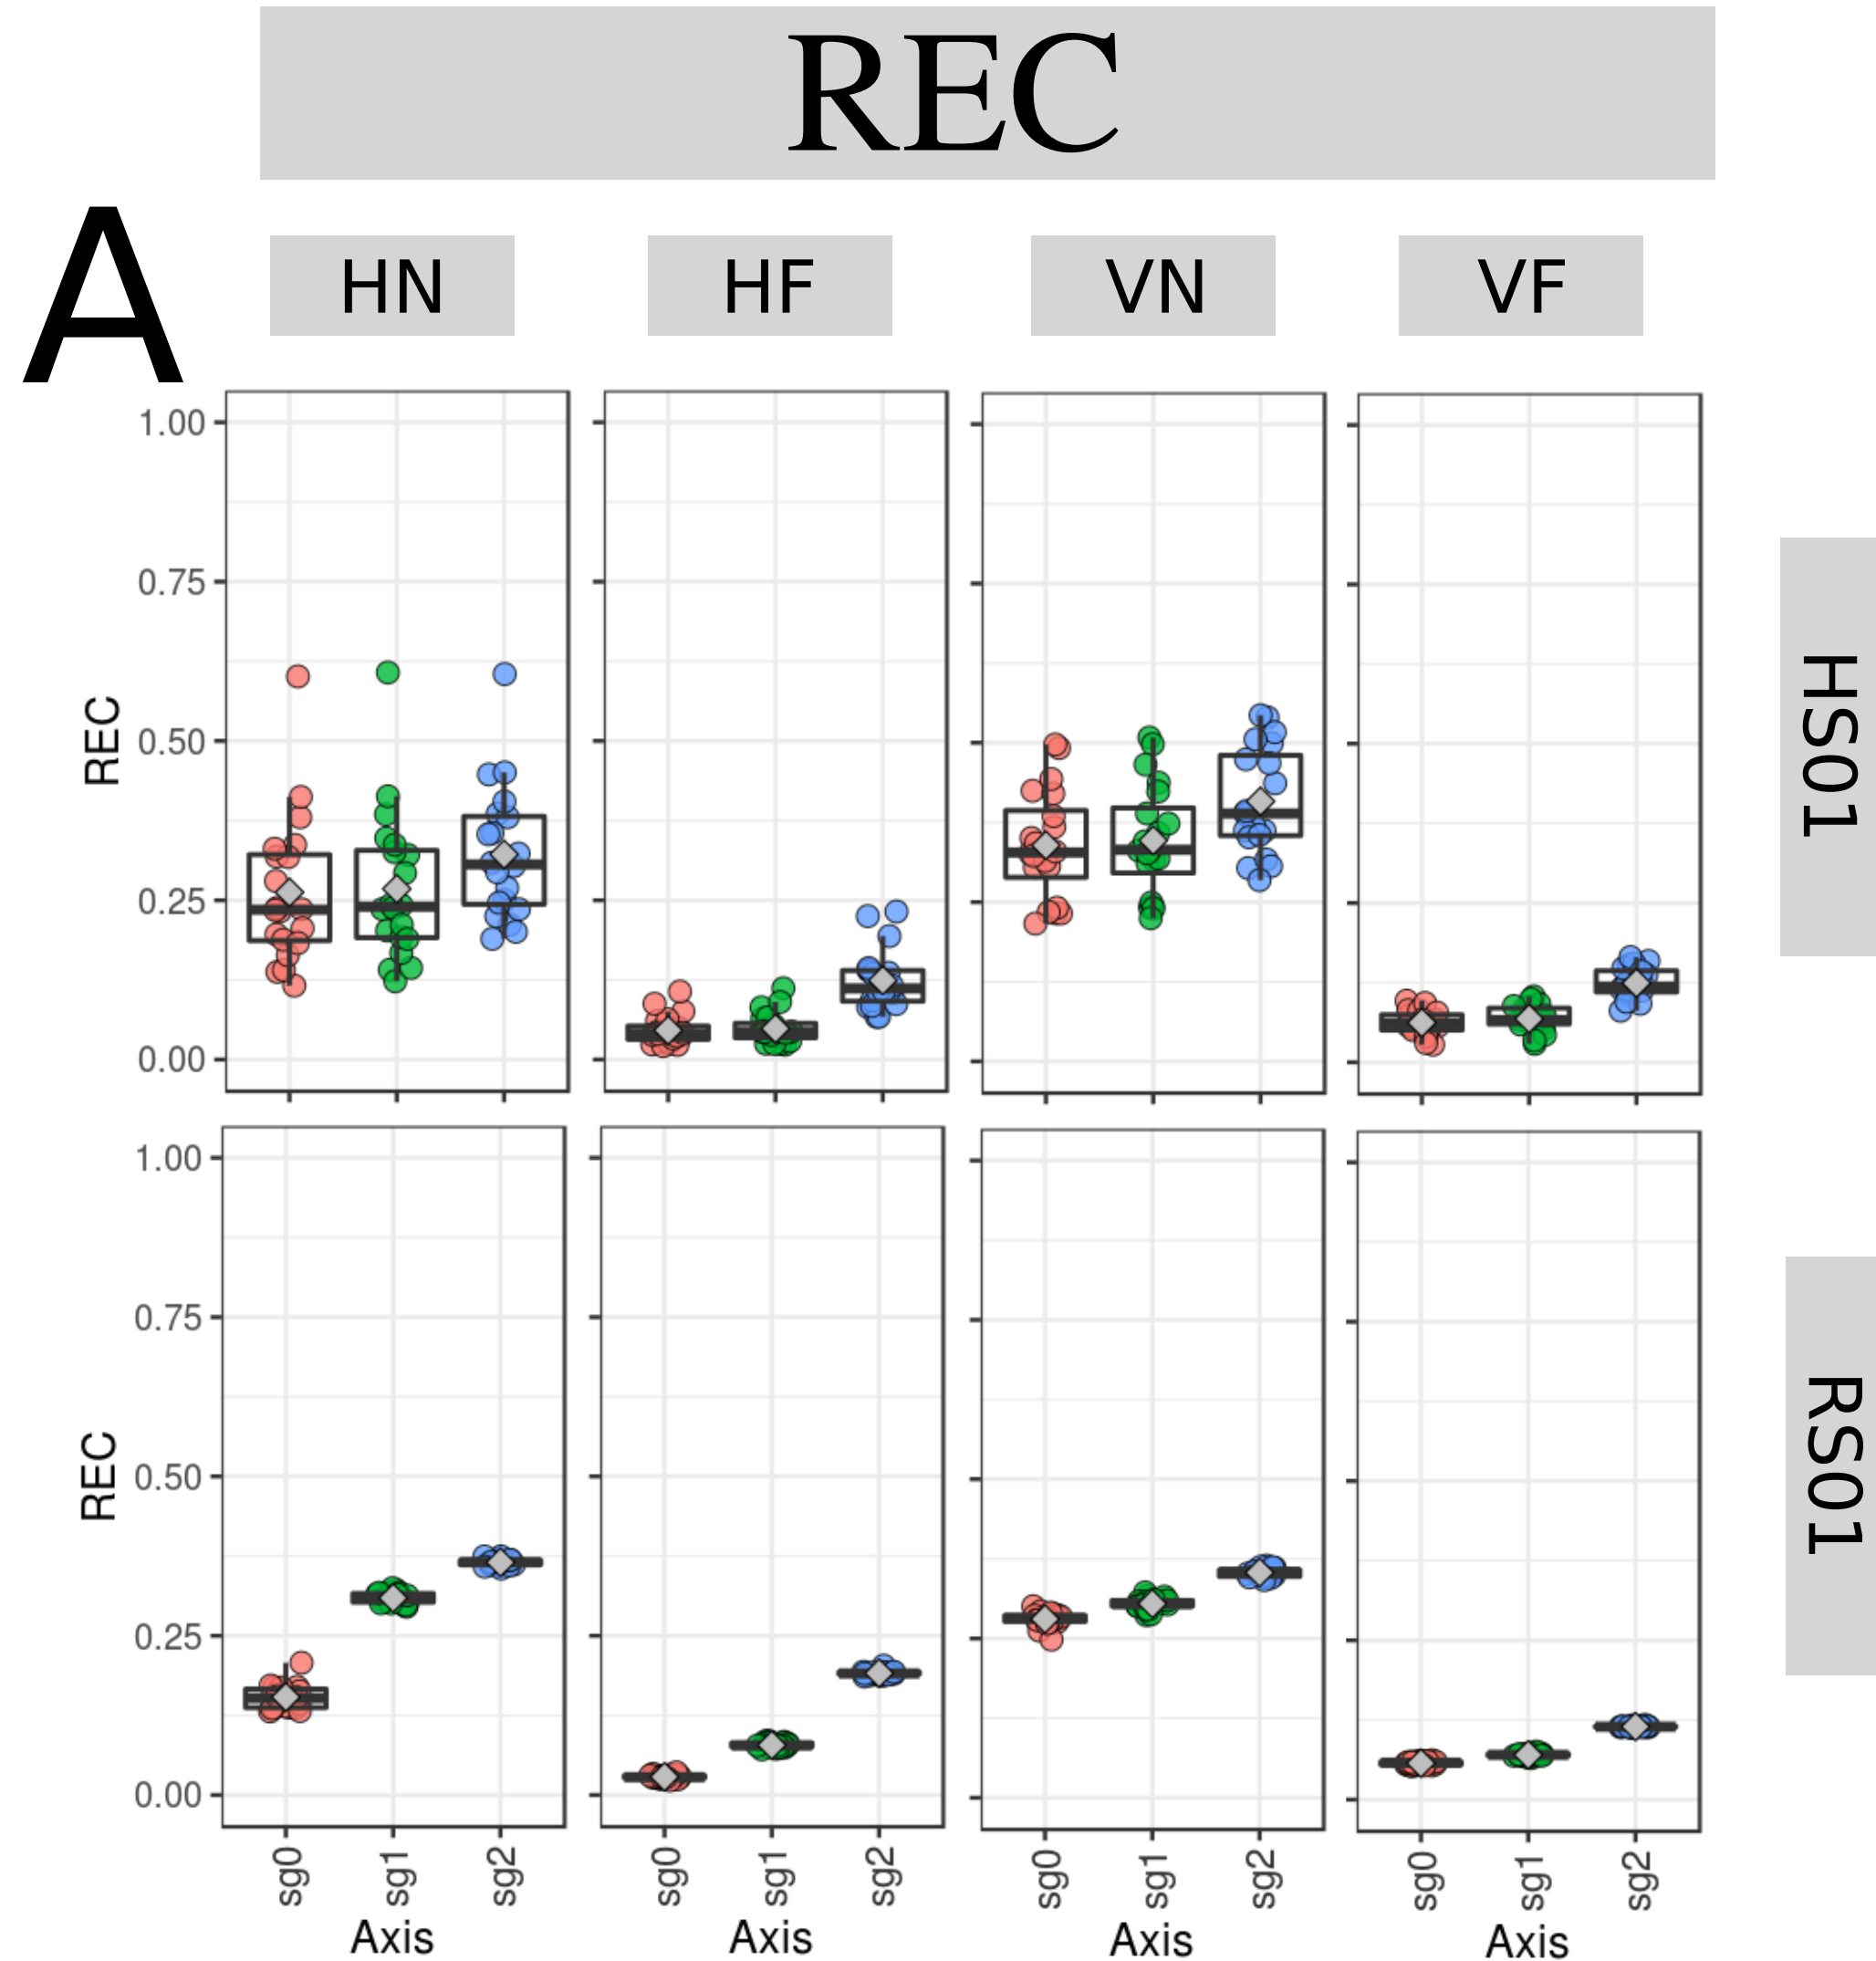 REC
A
HN HF VN VF
1.00
0.75
0.50
0.25
0.00
REC
HS01
1.00
0.75
0.50
0.25
0.00
REC
RS01
sg0 sg1 sg2 sg0 sg1 sg2 sg0 sg1 sg2 sg0 sg1 sg2
Axis Axis Axis Axis